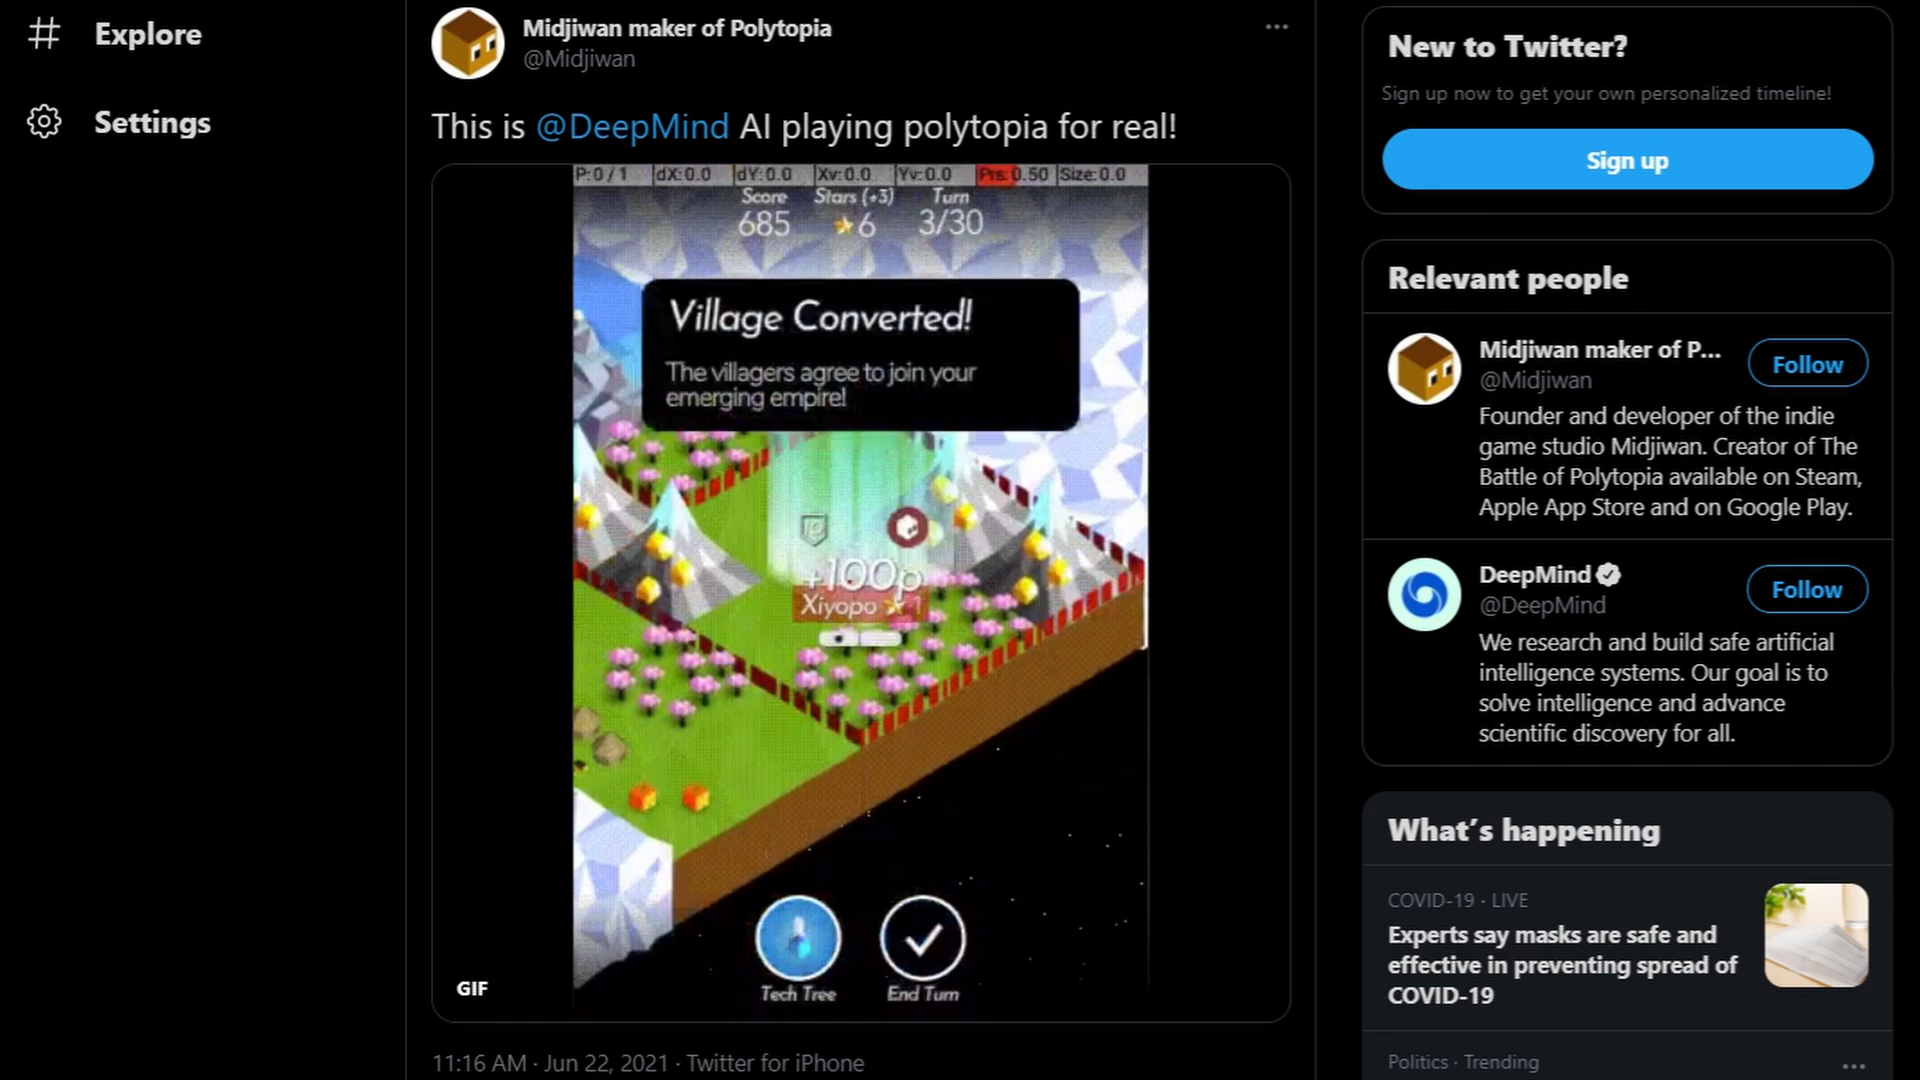 Explore
Settings
Midjiwan maker of Polytopia
@Midjiwan
This is @DeepMind AI playing polytopia for real!
P: 0 / 1 dX: 0.0 dY: 0.0 Xv: 0.0 Yv: 0.0 Prs: 0.50 Size: 0.0
Score Stars (+3) Turn
685 6 3/30
Village Converted!
The villagers agree to join your
emerging empire!
+100p
Xiyopo 1
Tech Tree End Turn
GIF
11:16 AM · Jun 22, 2021 · Twitter for iPhone
New to Twitter?
Sign up now to get your own personalized timeline!
Sign up
Relevant people
Midjiwan maker of P...
@Midjiwan
Follow
Founder and developer of the indie
game studio Midjiwan. Creator of The
Battle of Polytopia available on Steam,
Apple App Store and on Google Play.
DeepMind
@DeepMind
Follow
We research and build safe artificial
intelligence systems. Our goal is to
solve intelligence and advance
scientific discovery for all.
What's happening
COVID-19 · LIVE
Experts say masks are safe and
effective in preventing spread of
COVID-19
Politics · Trending